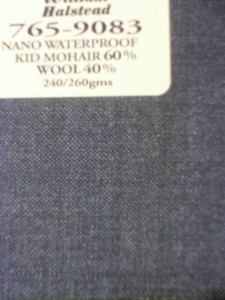 William
Halstead
765-9083
NANO WATERPROOF
KID MOHAIR 60%
WOOL 40%
240/260gms